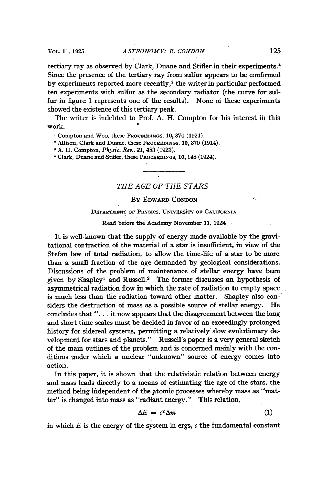 VOL. 11, 1925 ASTRONOMY: E. CONDON 125
tertiary ray as observed by Clark, Duane and Stifler in their experiments.⁴
Since the presence of the tertiary ray from sulfur appears to be confirmed
by experiments reported more recently,¹ the writer in particular performed
ten experiments with sulfur as the secondary radiator (the curve for sul-
fur in figure 1 represents one of the results). None of these experiments
showed the existence of this tertiary peak.
The writer is indebted to Prof. A. H. Compton for his interest in this
work.
¹ Compton and Woo, these PROCEEDINGS, 10, 271 (1924).
² Allison, Clark and Duane, these PROCEEDINGS, 10, 379 (1914).
³ A. H. Compton, Physic. Rev., 21, 483 (1923).
⁴ Clark, Duane and Stifler, these PROCEEDINGS, 10, 148 (1924).
THE AGE OF THE STARS
BY EDWARD CONDON
DEPARTMENT OF PHYSICS, UNIVERSITY OF CALIFORNIA
Read before the Academy November 11, 1924
It is well-known that the supply of energy made available by the gravi-
tational contraction of the material of a star is insufficient, in view of the
Stefan law of total radiation, to allow the time-life of a star to be more
than a small fraction of the age demanded by geological considerations.
Discussions of the problem of maintenance of stellar energy have been
given by Shapley¹ and Russell.² The former discusses an hypothesis of
asymmetrical radiation flow in which the rate of radiation to empty space
is much less than the radiation toward other matter. Shapley also con-
siders the destruction of mass as a possible source of stellar energy. He
concludes that "... it now appears that the disagreement between the long
and short time scales must be decided in favor of an exceedingly prolonged
history for sidereal systems, permitting a relatively slow evolutionary de-
velopment for stars and planets." Russell's paper is a very general sketch
of the main outlines of the problem and is concerned mainly with the con-
ditions under which a nuclear "unknown" source of energy comes into
action.
In this paper, it is shown that the relativistic relation between energy
and mass leads directly to a means of estimating the age of the stars, the
method being independent of the atomic processes whereby mass as "mat-
ter" is changed into mass as "radiant energy." This relation,
ΔE = c²Δm (1)
in which E is the energy of the system in ergs, c the fundamental constant